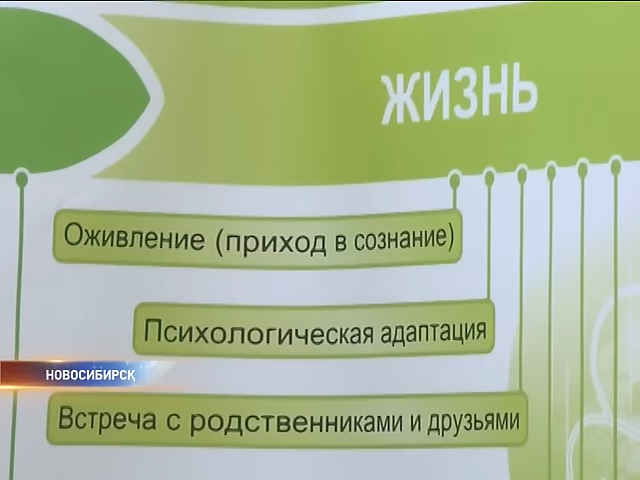 ЖИЗНЬ
Оживление (приход в сознание)
Психологическая адаптация
НОВОСИБИРСК
Встреча с родственниками и друзьями